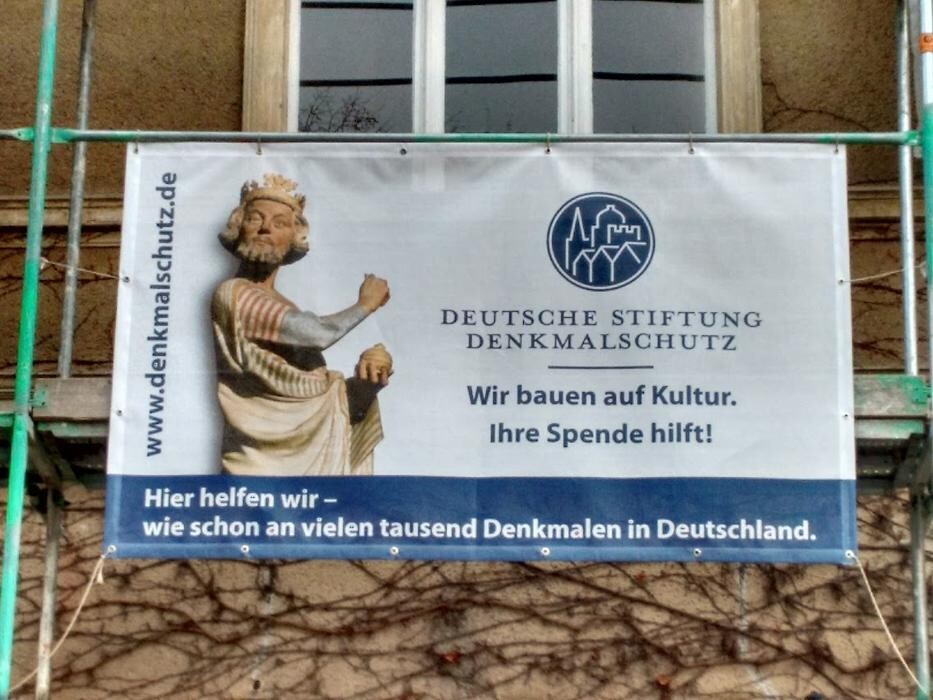 www.denkmalschutz.de
DEUTSCHE STIFTUNG
DENKMALSCHUTZ
Wir bauen auf Kultur.
Ihre Spende hilft!
Hier helfen wir –
wie schon an vielen tausend Denkmalen in Deutschland.